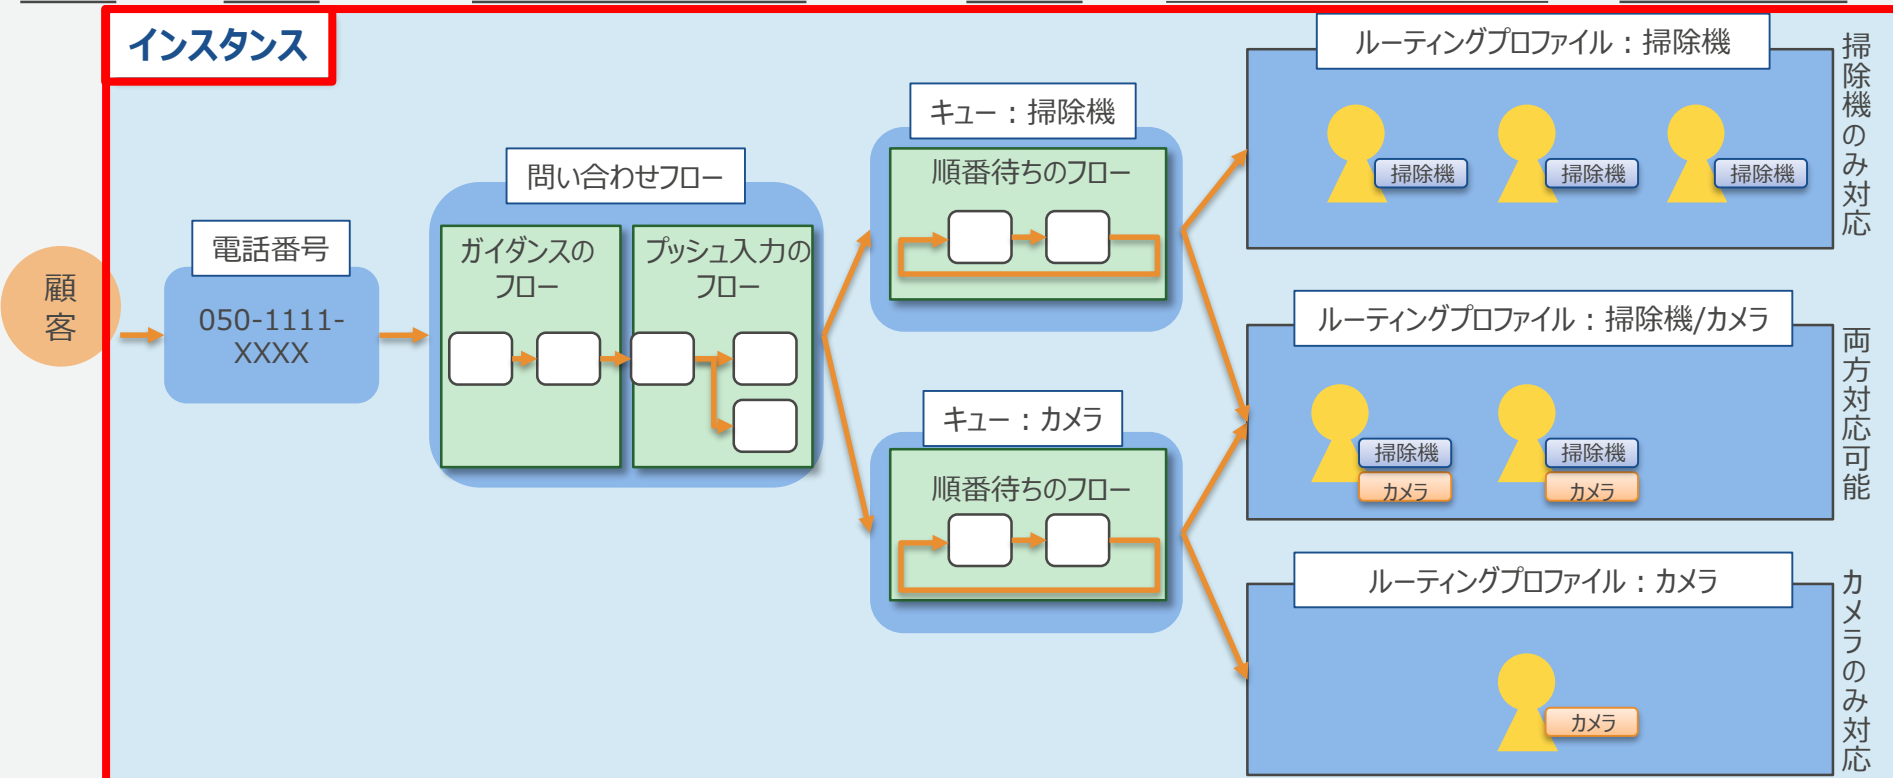 インスタンス
顧
客
電話番号
050-1111-
XXXX
問い合わせフロー
ガイダンスの
フロー
プッシュ入力の
フロー
キュー：掃除機
順番待ちのフロー
キュー：カメラ
順番待ちのフロー
ルーティングプロファイル：掃除機
掃除機
掃除機
掃除機
掃除機のみ対応
ルーティングプロファイル：掃除機/カメラ
掃除機
カメラ
掃除機
カメラ
両方対応可能
ルーティングプロファイル：カメラ
カメラ
カメラのみ対応